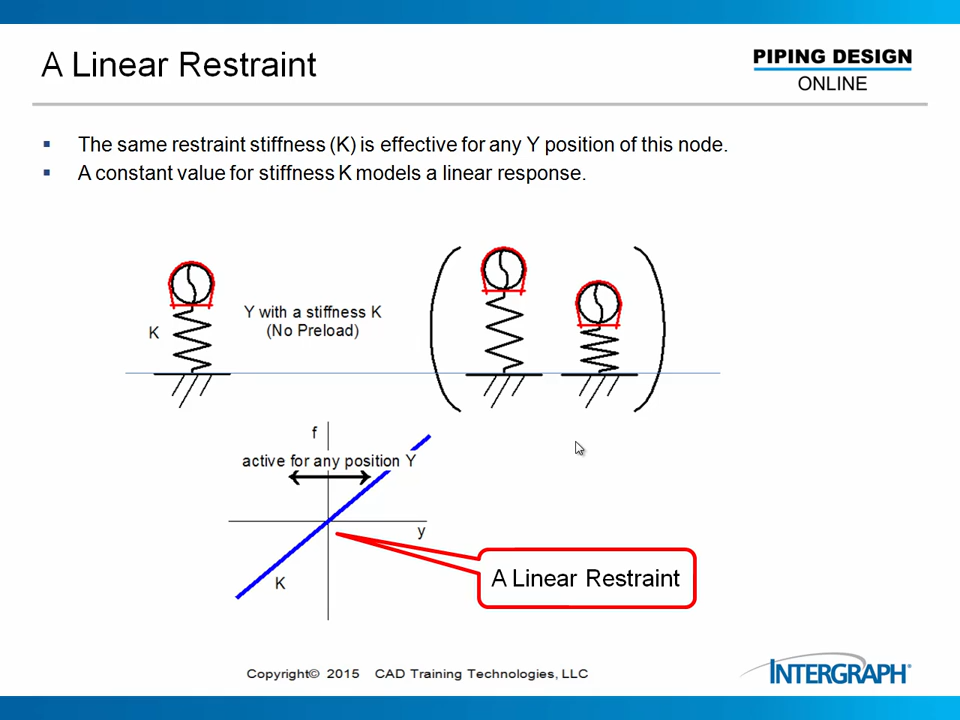 A Linear Restraint
PIPING DESIGN
ONLINE
The same restraint stiffness (K) is effective for any Y position of this node.
A constant value for stiffness K models a linear response.
K
Y with a stiffness K
(No Preload)
f
active for any position Y
y
K
A Linear Restraint
Copyright© 2015 CAD Training Technologies, LLC
INTERGRAPH®